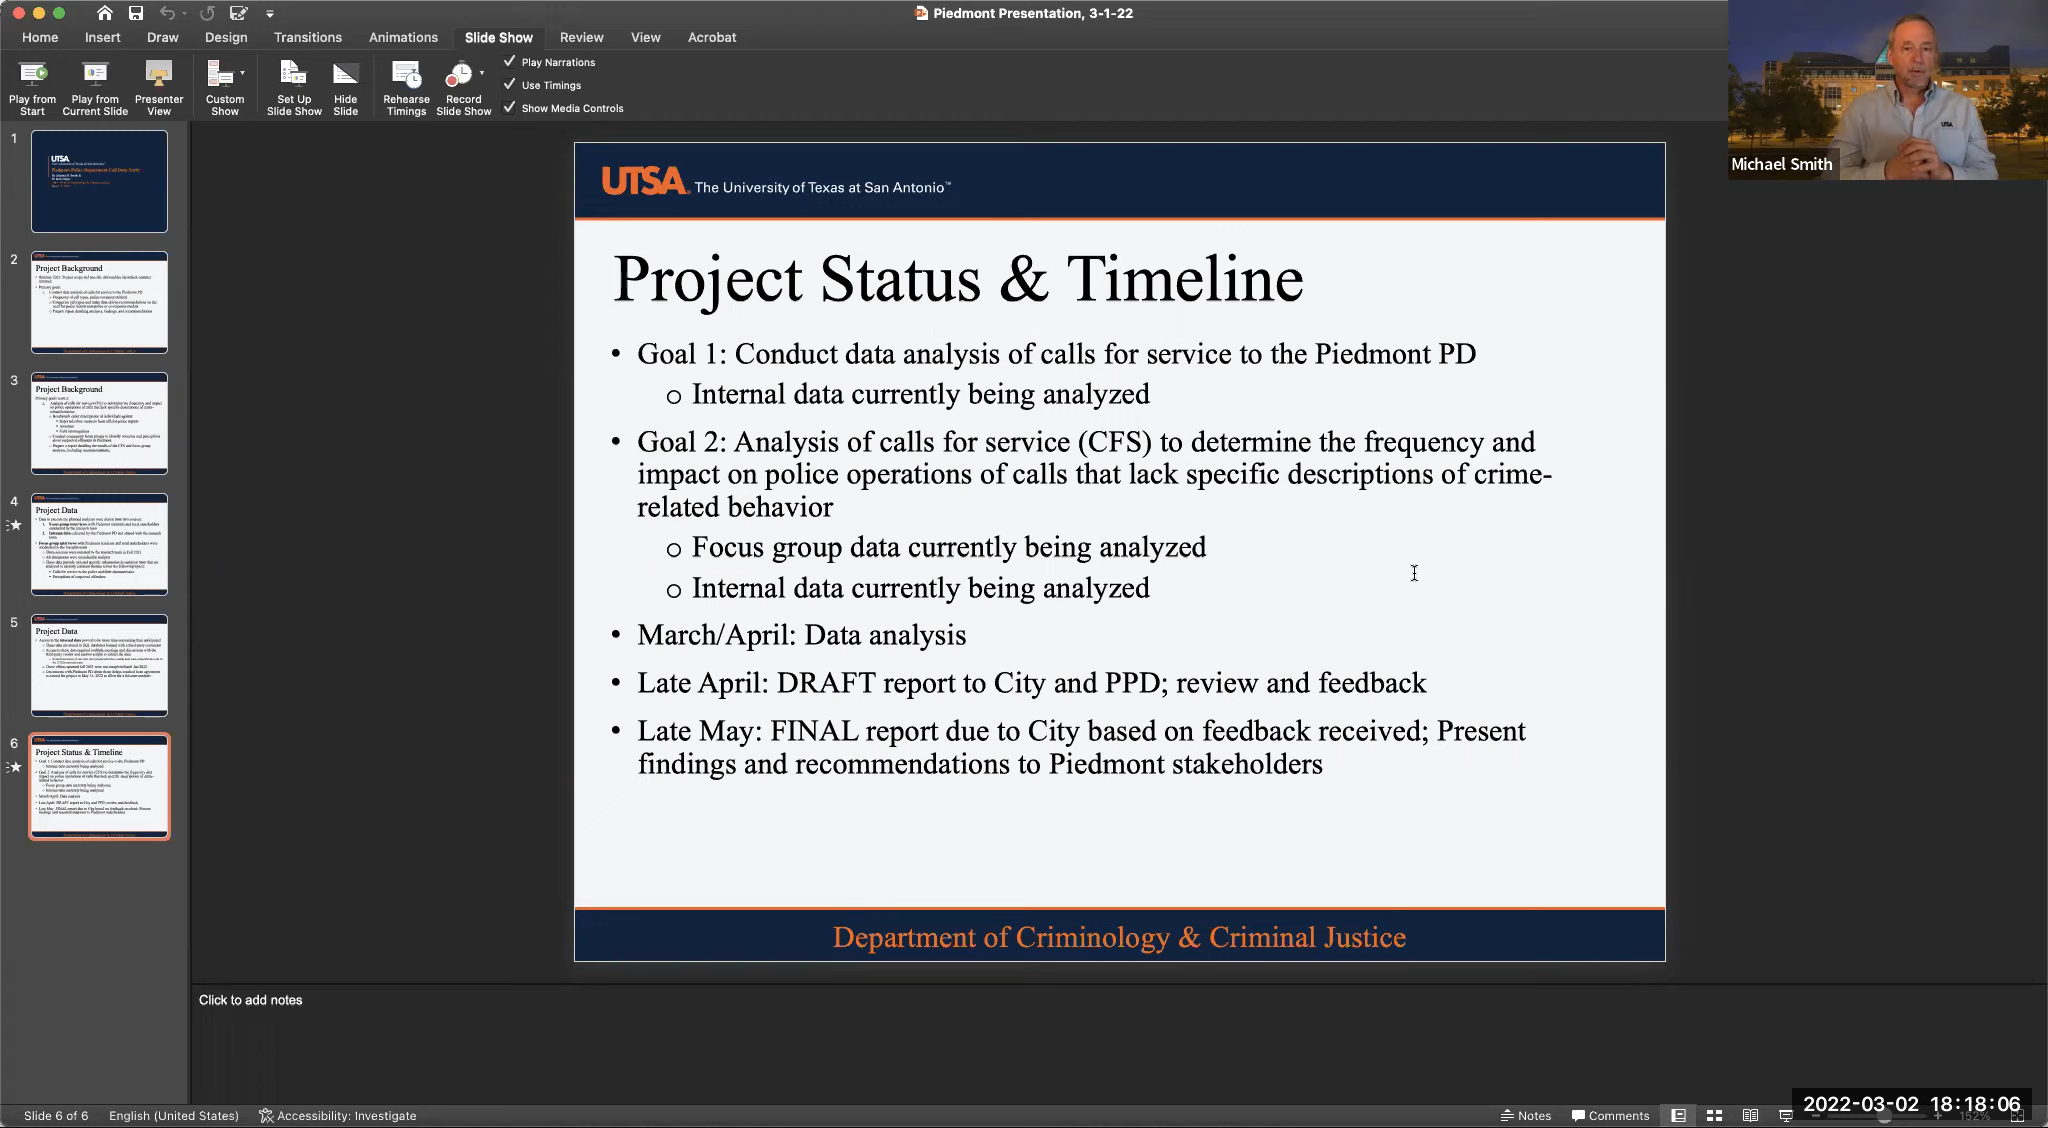 Piedmont Presentation, 3-1-22
Home Insert Draw Design Transitions Animations Slide Show Review View Acrobat
Play from Start
Play from Current Slide
Presenter View
Custom Show
Set Up Slide Show
Hide Slide
Rehearse Timings
Record Slide Show
Play Narrations
Use Timings
Show Media Controls
UTSA
Michael Smith
1
UTSA
2
Project Background
3
Project Background
4
Project Data
5
Project Data
6
Project Status & Timeline
UTSA The University of Texas at San Antonio™
Project Status & Timeline
• Goal 1: Conduct data analysis of calls for service to the Piedmont PD
o Internal data currently being analyzed
• Goal 2: Analysis of calls for service (CFS) to determine the frequency and
impact on police operations of calls that lack specific descriptions of crime-
related behavior
o Focus group data currently being analyzed
o Internal data currently being analyzed
• March/April: Data analysis
• Late April: DRAFT report to City and PPD; review and feedback
• Late May: FINAL report due to City based on feedback received; Present
findings and recommendations to Piedmont stakeholders
Department of Criminology & Criminal Justice
Click to add notes
Slide 6 of 6 English (United States) Accessibility: Investigate
Notes Comments
152%
2022-03-02 18:18:06